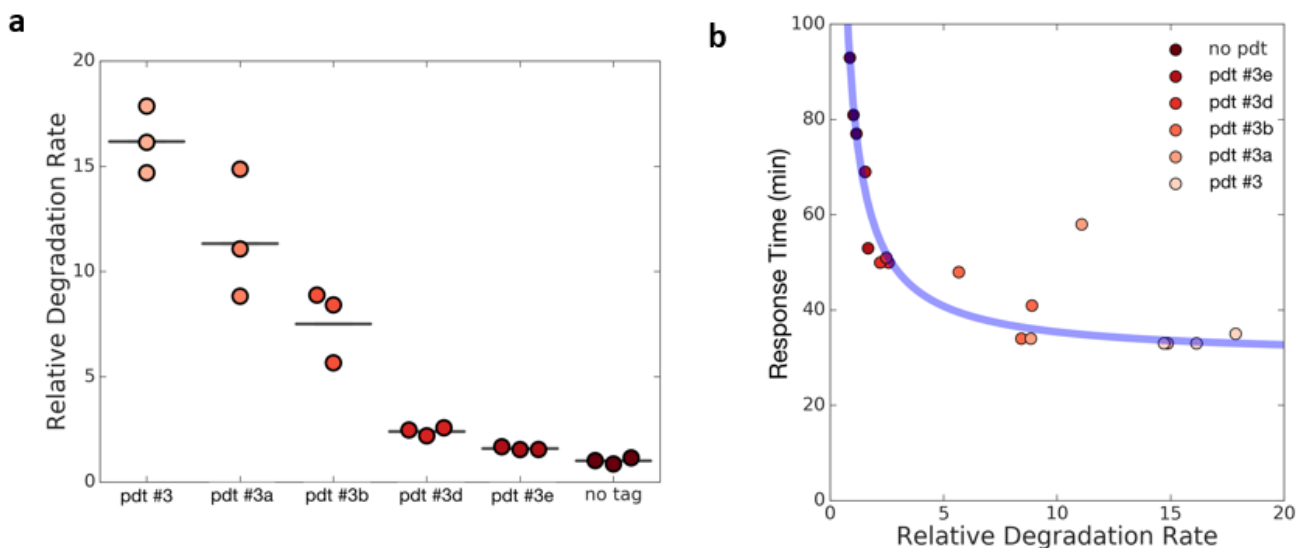 a
Relative Degradation Rate
20
15
10
5
0
pdt #3
pdt #3a
pdt #3b
pdt #3d
pdt #3e
no tag
b
Response Time (min)
100
80
60
40
20
0
no pdt
pdt #3e
pdt #3d
pdt #3b
pdt #3a
pdt #3
0
5
10
15
20
Relative Degradation Rate